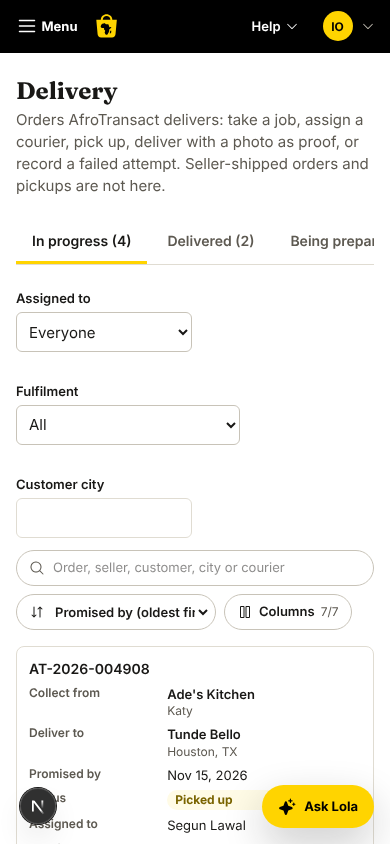 Menu
Help
IO
Delivery
Orders AfroTransact delivers: take a job, assign a
courier, pick up, deliver with a photo as proof, or
record a failed attempt. Seller-shipped orders and
pickups are not here.
In progress (4)
Delivered (2)
Being prepar
Assigned to
Everyone
Fulfilment
All
Customer city
Order, seller, customer, city or courier
Promised by (oldest fir
Columns 7/7
AT-2026-004908
Collect from
Ade's Kitchen
Katy
Deliver to
Tunde Bello
Houston, TX
Promised by
Nov 15, 2026
us
Picked up
Assigned to
Segun Lawal
N
Ask Lola